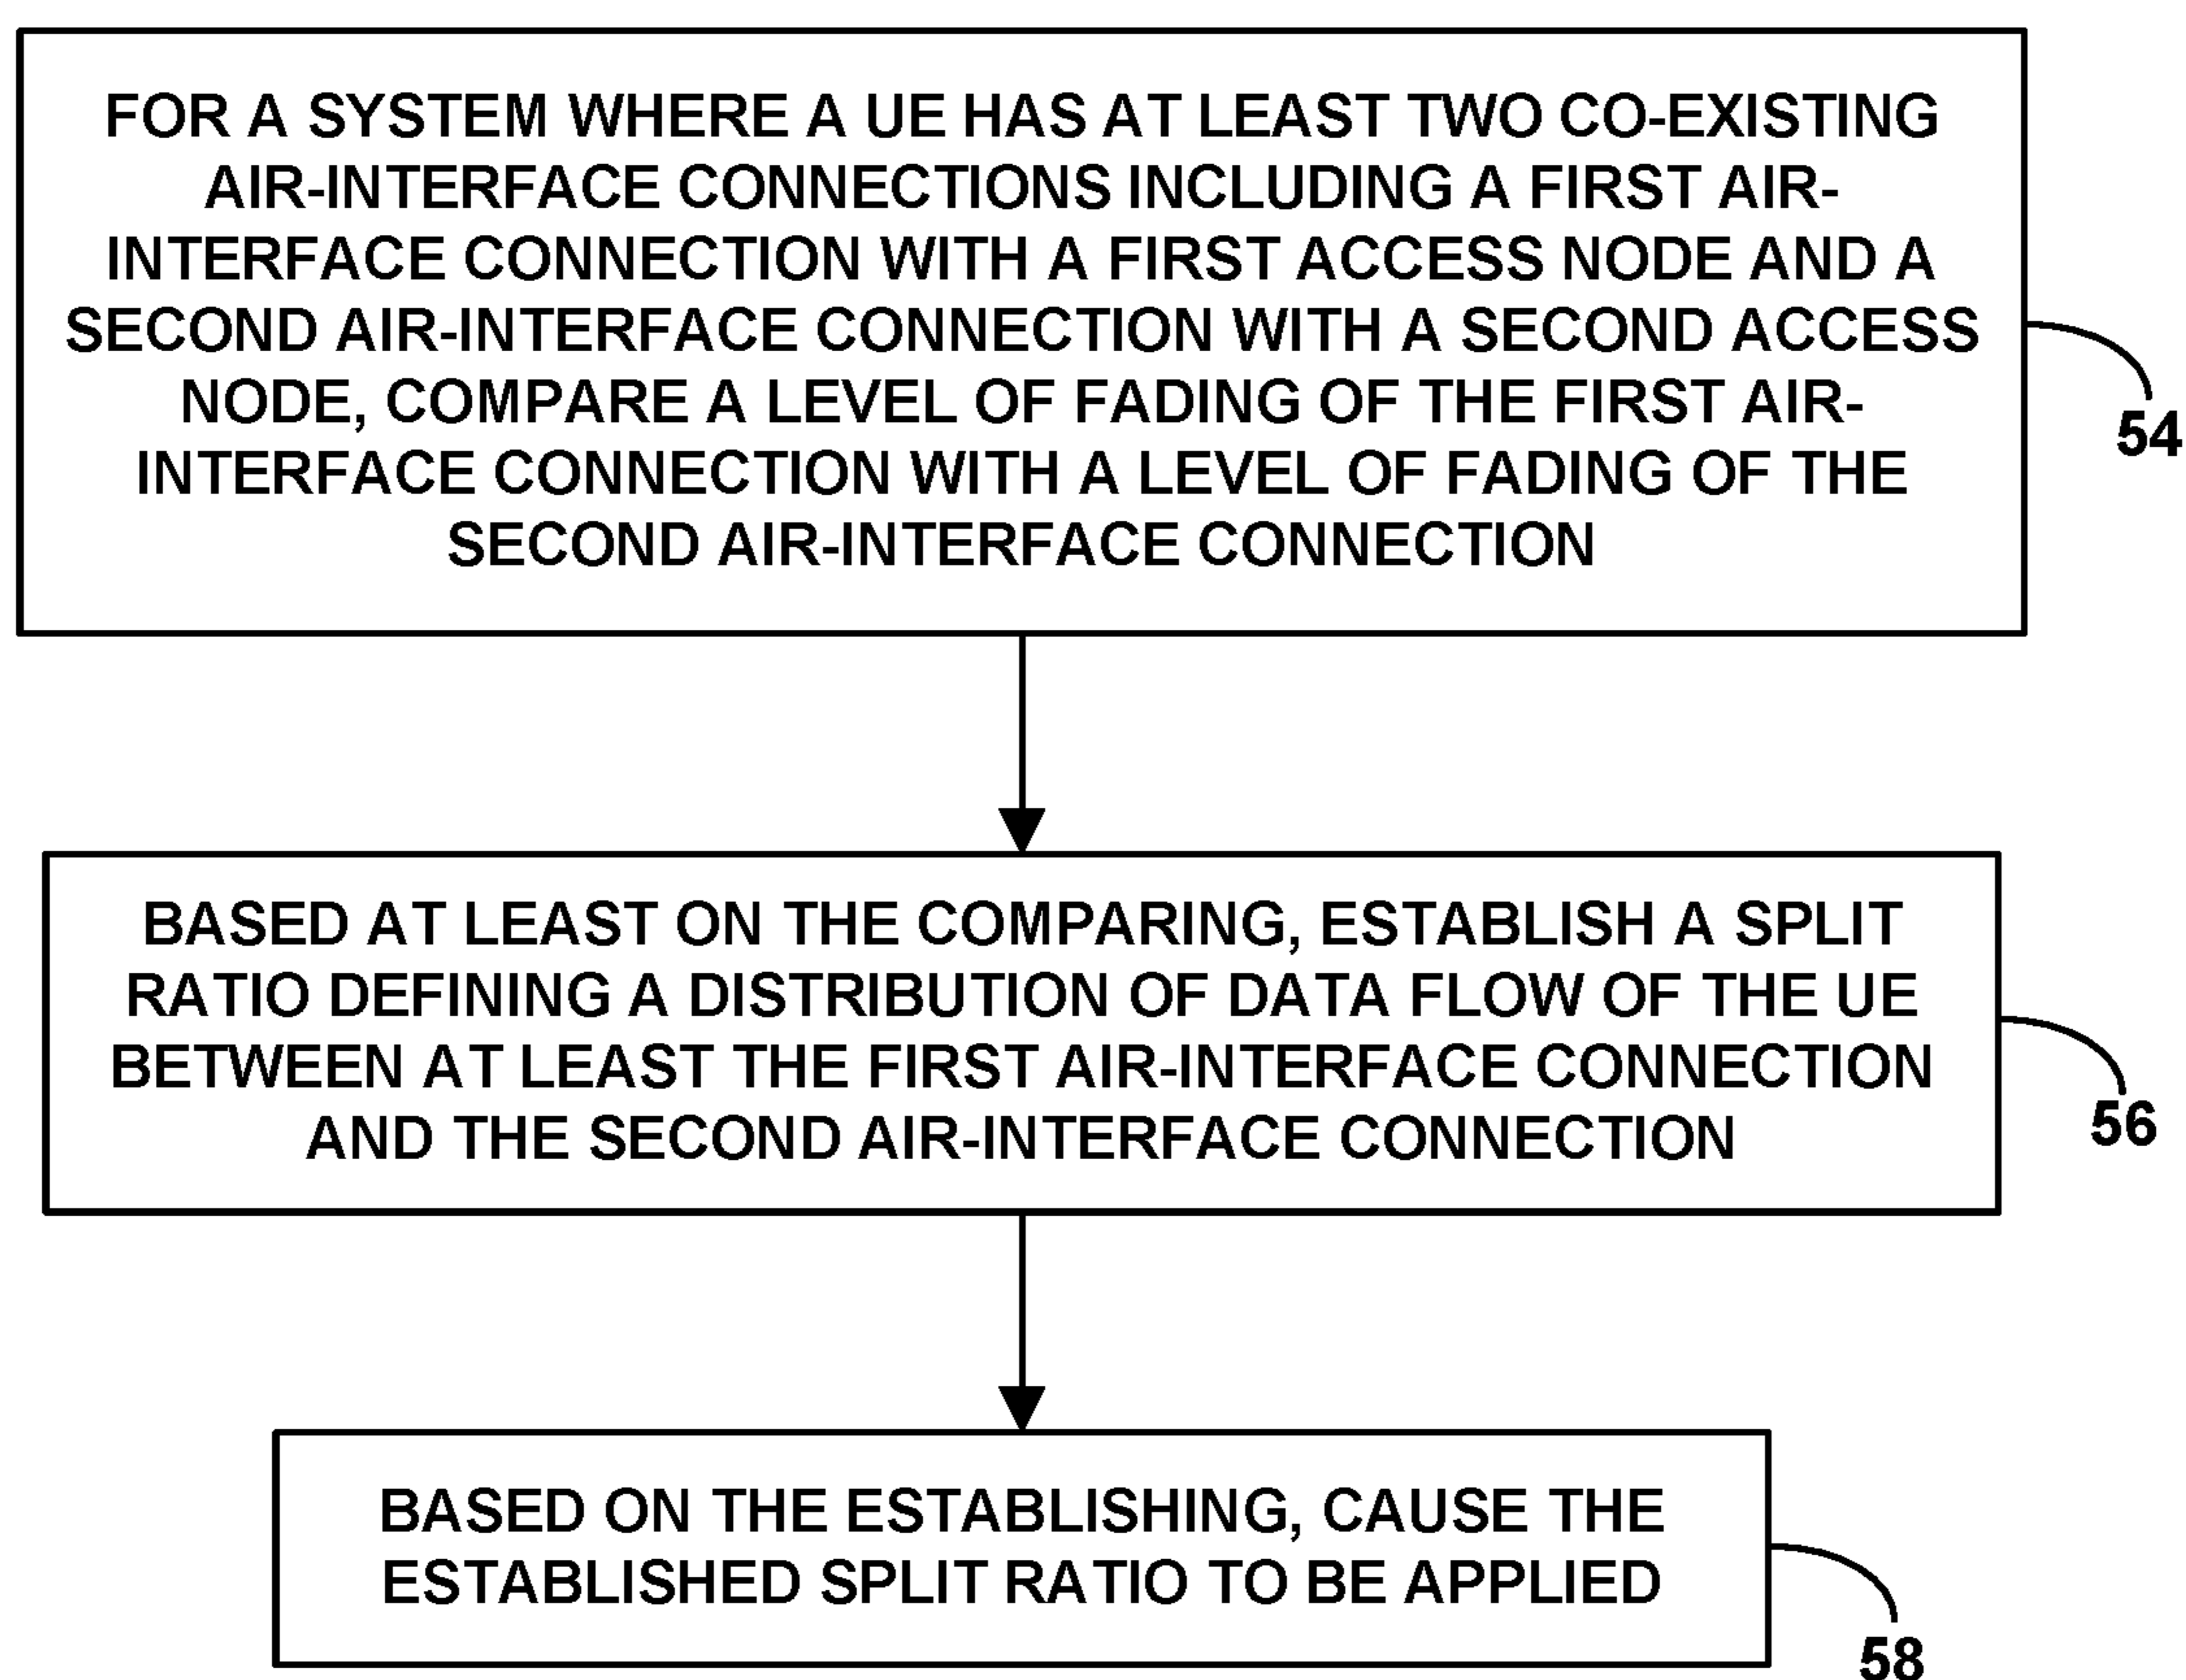 FOR A SYSTEM WHERE A UE HAS AT LEAST TWO CO-EXISTING
AIR-INTERFACE CONNECTIONS INCLUDING A FIRST AIR-
INTERFACE CONNECTION WITH A FIRST ACCESS NODE AND A
SECOND AIR-INTERFACE CONNECTION WITH A SECOND ACCESS
NODE, COMPARE A LEVEL OF FADING OF THE FIRST AIR-
INTERFACE CONNECTION WITH A LEVEL OF FADING OF THE
SECOND AIR-INTERFACE CONNECTION
54
BASED AT LEAST ON THE COMPARING, ESTABLISH A SPLIT
RATIO DEFINING A DISTRIBUTION OF DATA FLOW OF THE UE
BETWEEN AT LEAST THE FIRST AIR-INTERFACE CONNECTION
AND THE SECOND AIR-INTERFACE CONNECTION
56
BASED ON THE ESTABLISHING, CAUSE THE
ESTABLISHED SPLIT RATIO TO BE APPLIED
58